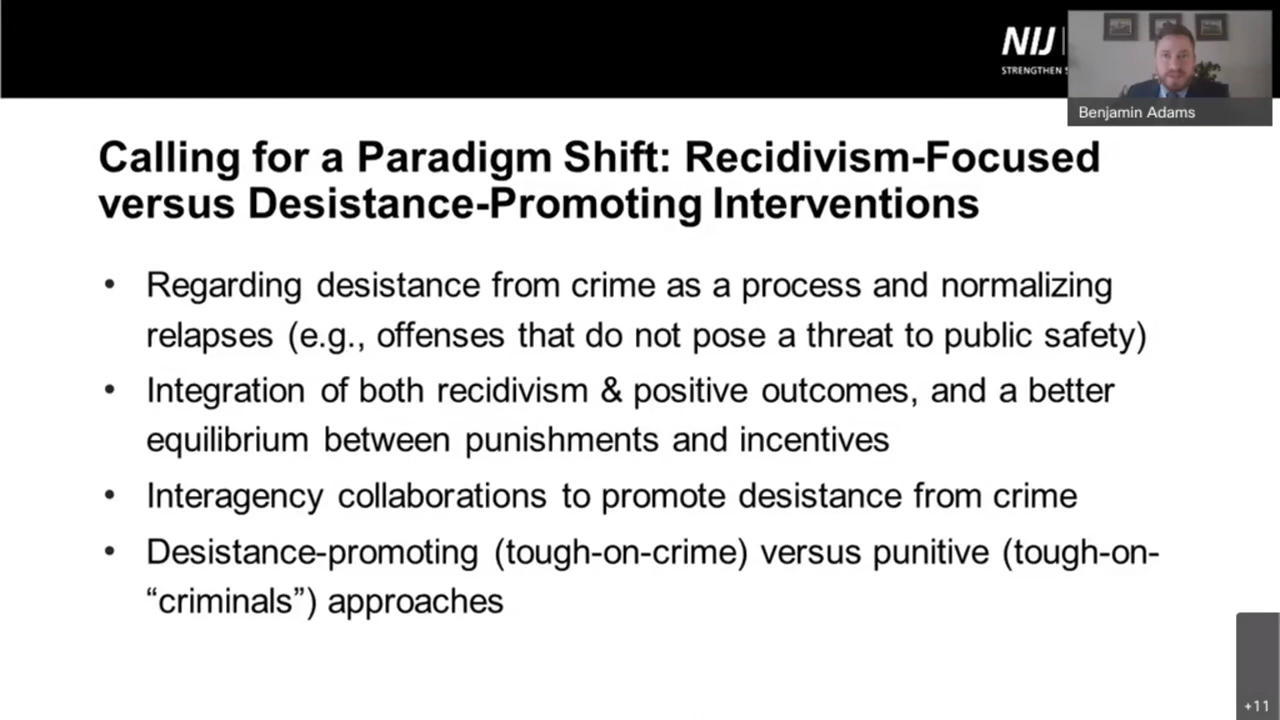 NIJ
STRENGTHEN
Benjamin Adams
Calling for a Paradigm Shift: Recidivism-Focused
versus Desistance-Promoting Interventions
• Regarding desistance from crime as a process and normalizing
relapses (e.g., offenses that do not pose a threat to public safety)
• Integration of both recidivism & positive outcomes, and a better
equilibrium between punishments and incentives
• Interagency collaborations to promote desistance from crime
• Desistance-promoting (tough-on-crime) versus punitive (tough-on-
“criminals”) approaches
+11